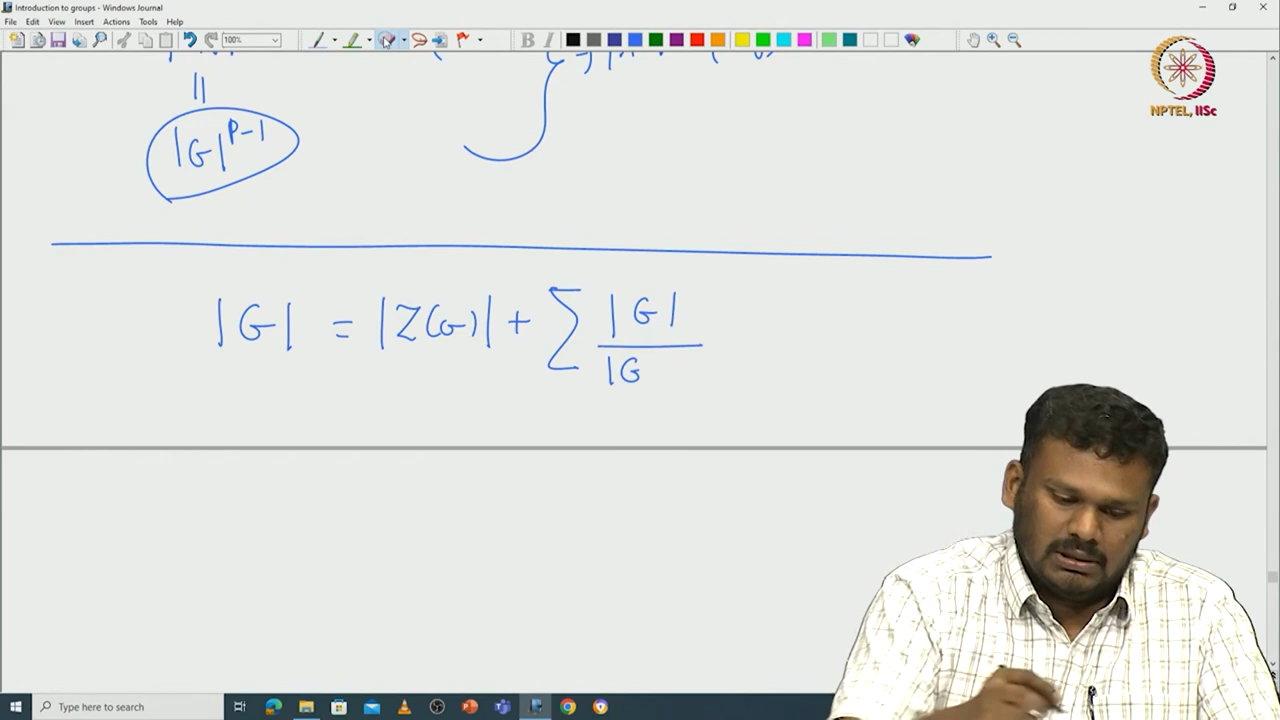 Introduction to groups - Windows Journal
File Edit View Insert Actions Tools Help
100%
B I
NPTEL, IISc
||
|G|^{P-1}
|G| = |Z(G)| + ∑ |G|
|G
Type here to search